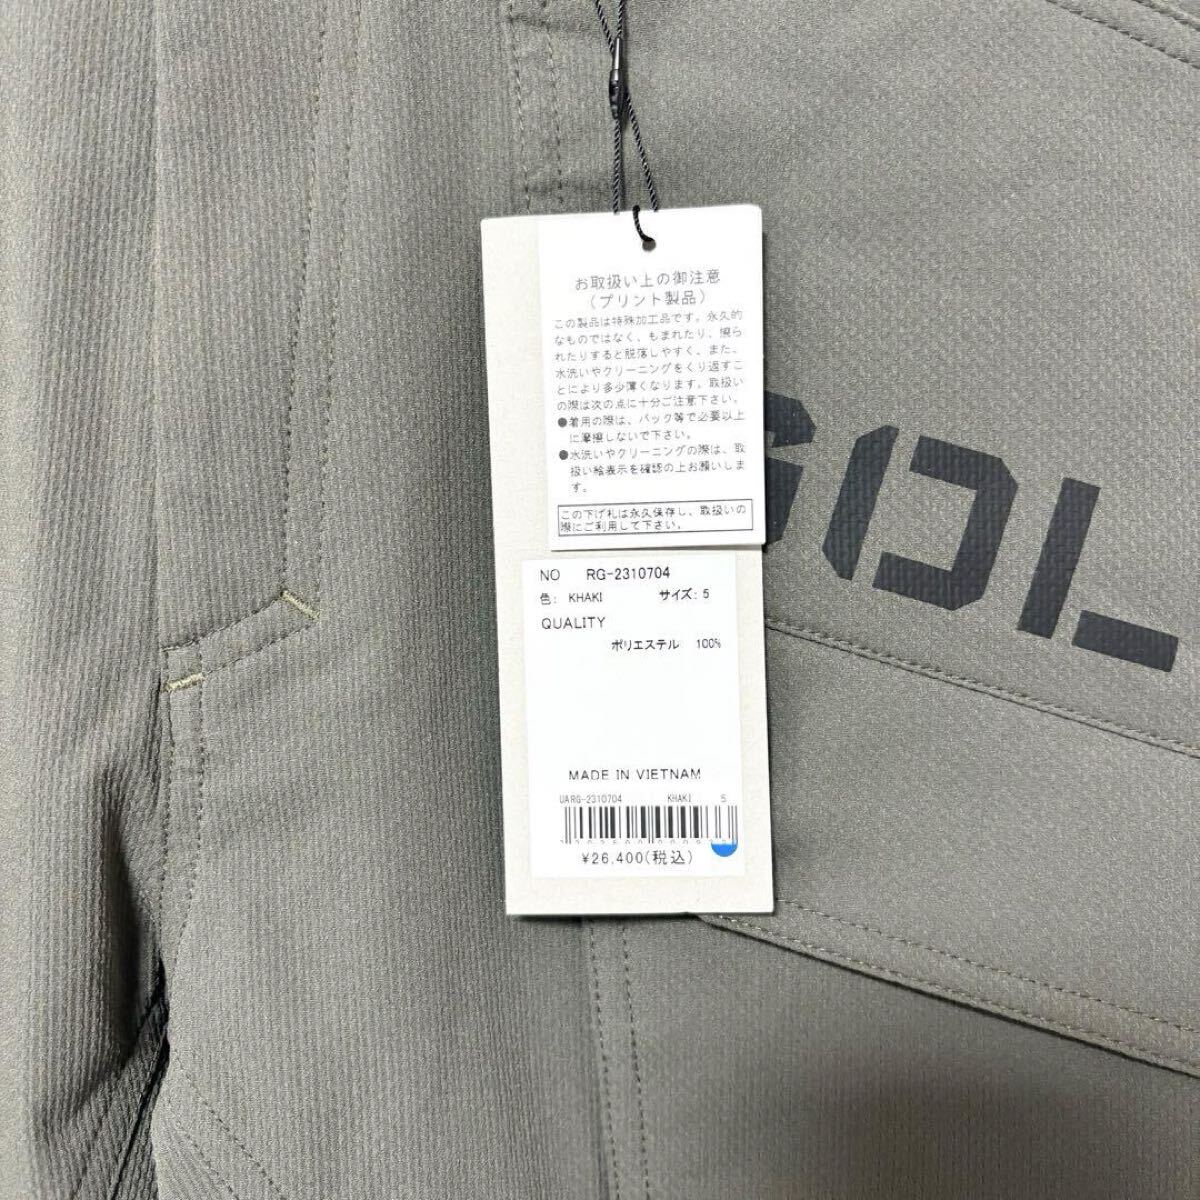 お取扱い上の御注意
(プリント製品)
この製品は特殊加工品です。永久的
なものではなく、もまれたり、擦ら
れたりすると脱落しやすく、また、
水洗いやクリーニングをくり返すこ
とにより多少薄くなります。取扱い
の際は次の点に十分ご注意下さい。
●着用の際は、バック等で必要以上
に摩擦しないで下さい。
●水洗いやクリーニングの際は、取
扱い絵表示を確認の上お願いしま
す。
この下げ札は永久保存し、取扱いの
際にご利用して下さい。
NO RG-2310704
色: KHAKI サイズ: 5
QUALITY
ポリエステル 100%
MADE IN VIETNAM
UARG-2310704 KHAKI 5
¥26,400(税込)
GOL_